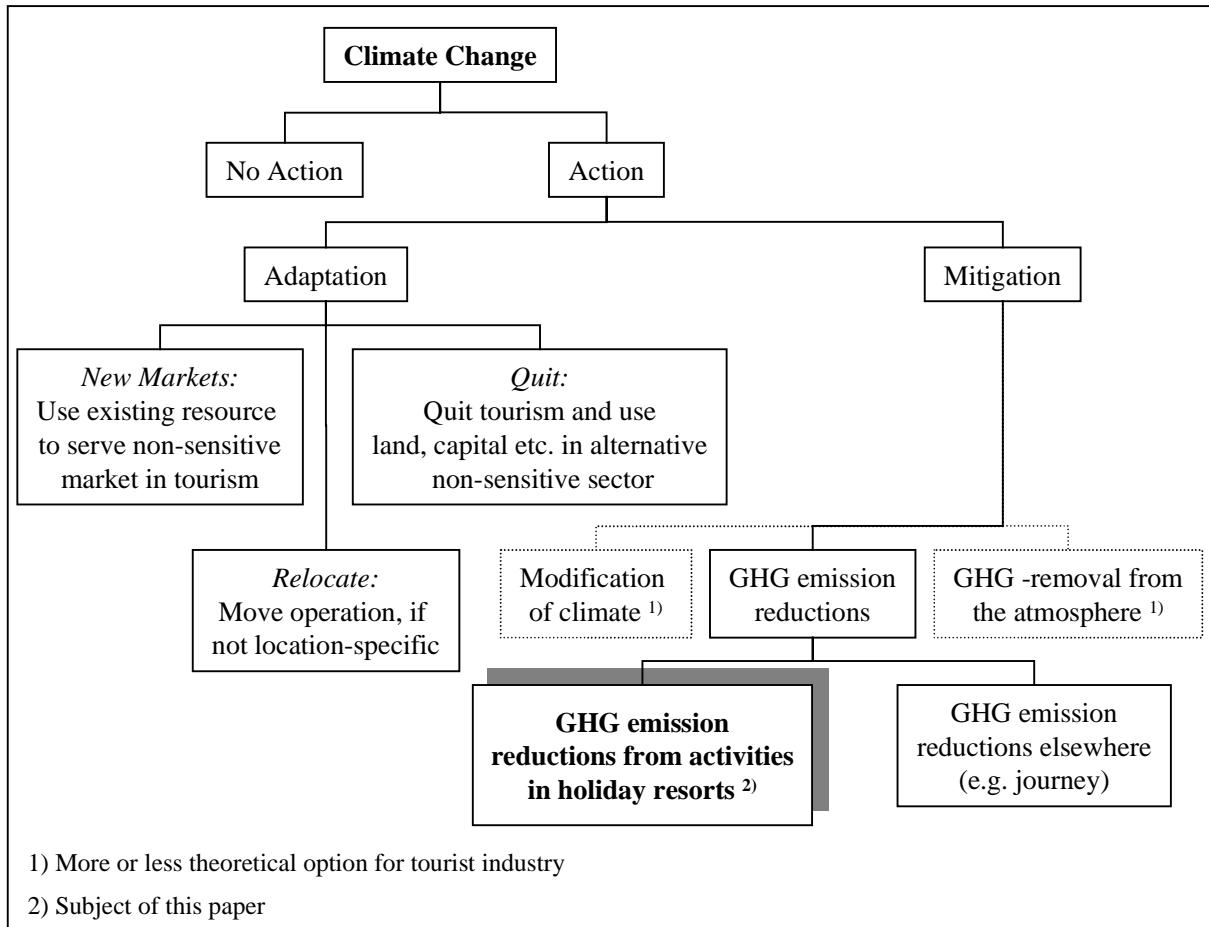 Climate Change
No Action
Action
Adaptation
Mitigation
New Markets:
Use existing resource
to serve non-sensitive
market in tourism
Quit:
Quit tourism and use
land, capital etc. in alternative
non-sensitive sector
Relocate:
Move operation, if
not location-specific
Modification
of climate 1)
GHG emission
reductions
GHG -removal from
the atmosphere 1)
GHG emission
reductions from activities
in holiday resorts 2)
GHG emission
reductions elsewhere
(e.g. journey)
1) More or less theoretical option for tourist industry
2) Subject of this paper